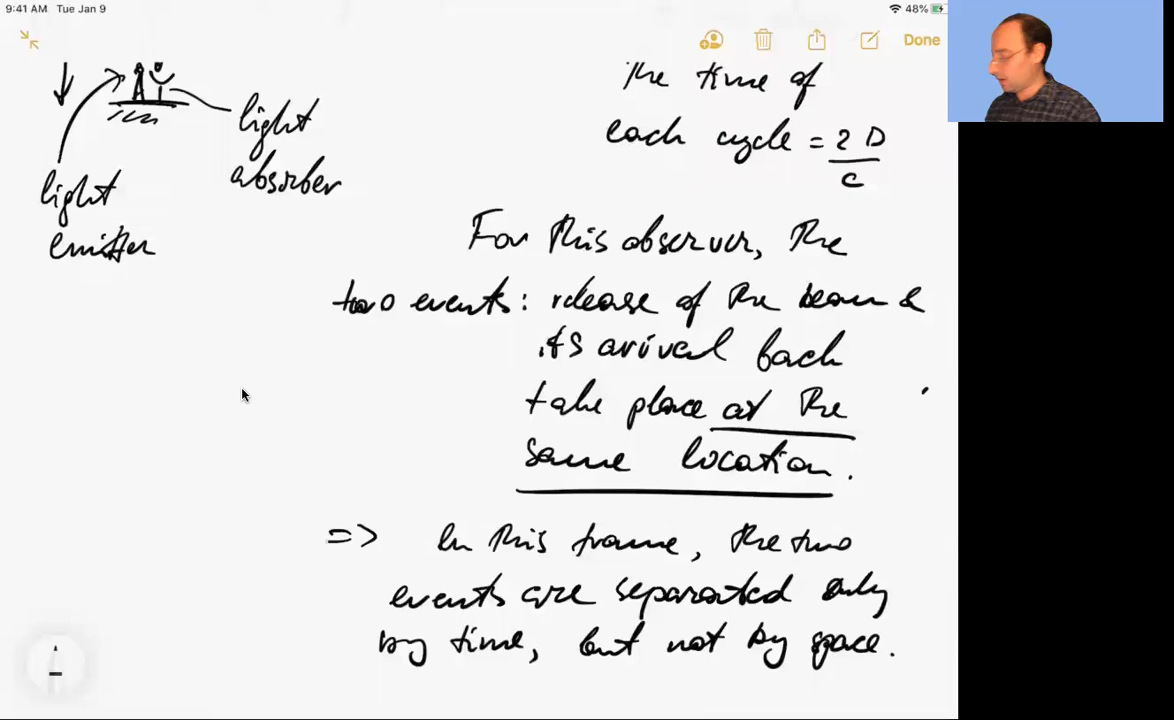 9:41 AM Tue Jan 9
48%
Done
light
absorber
light
emitter
The time of
each cycle = 2 D
c
For this observer, the
two events: release of the beam &
its arival back
take place at the
same location.
=> In this frame, the two
events are separated only
by time, but not by space.